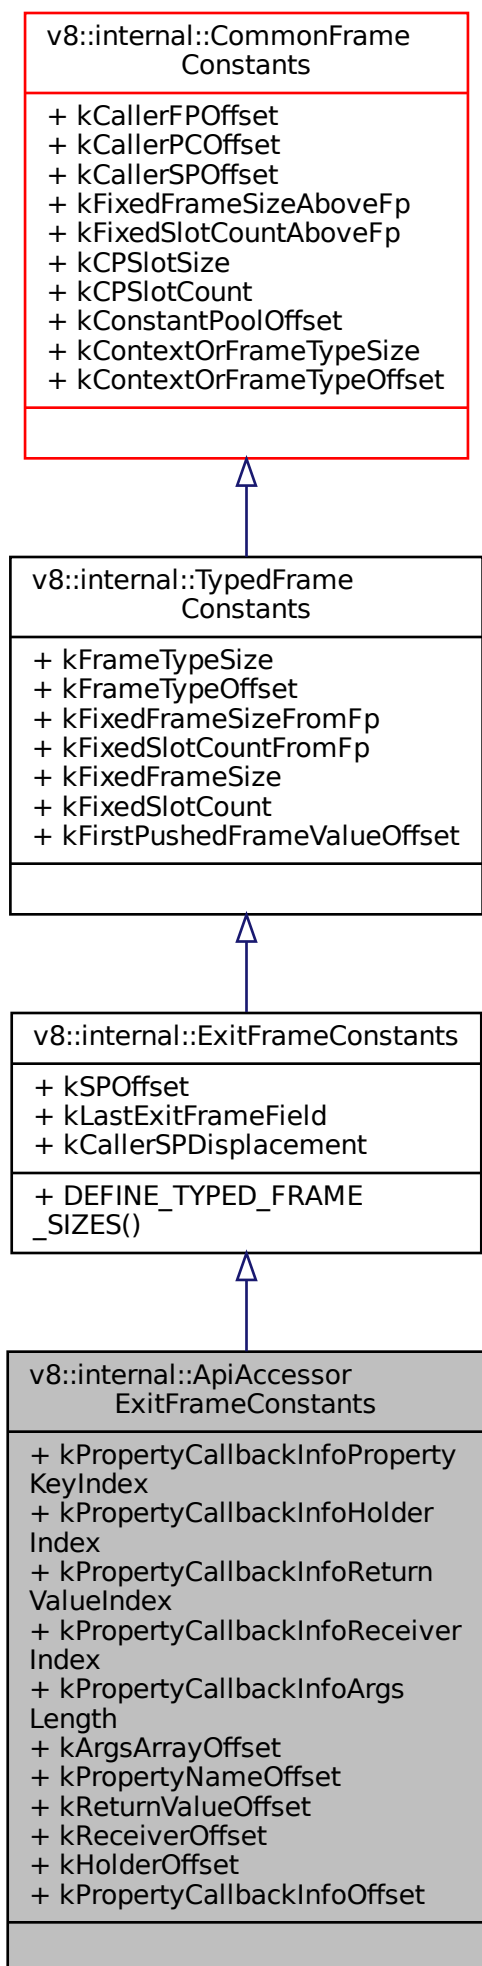 v8::internal::CommonFrame
Constants
+ kCallerFPOffset
+ kCallerPCOffset
+ kCallerSPOffset
+ kFixedFrameSizeAboveFp
+ kFixedSlotCountAboveFp
+ kCPSlotSize
+ kCPSlotCount
+ kConstantPoolOffset
+ kContextOrFrameTypeSize
+ kContextOrFrameTypeOffset
v8::internal::TypedFrame
Constants
+ kFrameTypeSize
+ kFrameTypeOffset
+ kFixedFrameSizeFromFp
+ kFixedSlotCountFromFp
+ kFixedFrameSize
+ kFixedSlotCount
+ kFirstPushedFrameValueOffset
v8::internal::ExitFrameConstants
+ kSPOffset
+ kLastExitFrameField
+ kCallerSPDisplacement
+ DEFINE_TYPED_FRAME
_SIZES()
v8::internal::ApiAccessor
ExitFrameConstants
+ kPropertyCallbackInfoProperty
KeyIndex
+ kPropertyCallbackInfoHolder
Index
+ kPropertyCallbackInfoReturn
ValueIndex
+ kPropertyCallbackInfoReceiver
Index
+ kPropertyCallbackInfoArgs
Length
+ kArgsArrayOffset
+ kPropertyNameOffset
+ kReturnValueOffset
+ kReceiverOffset
+ kHolderOffset
+ kPropertyCallbackInfoOffset